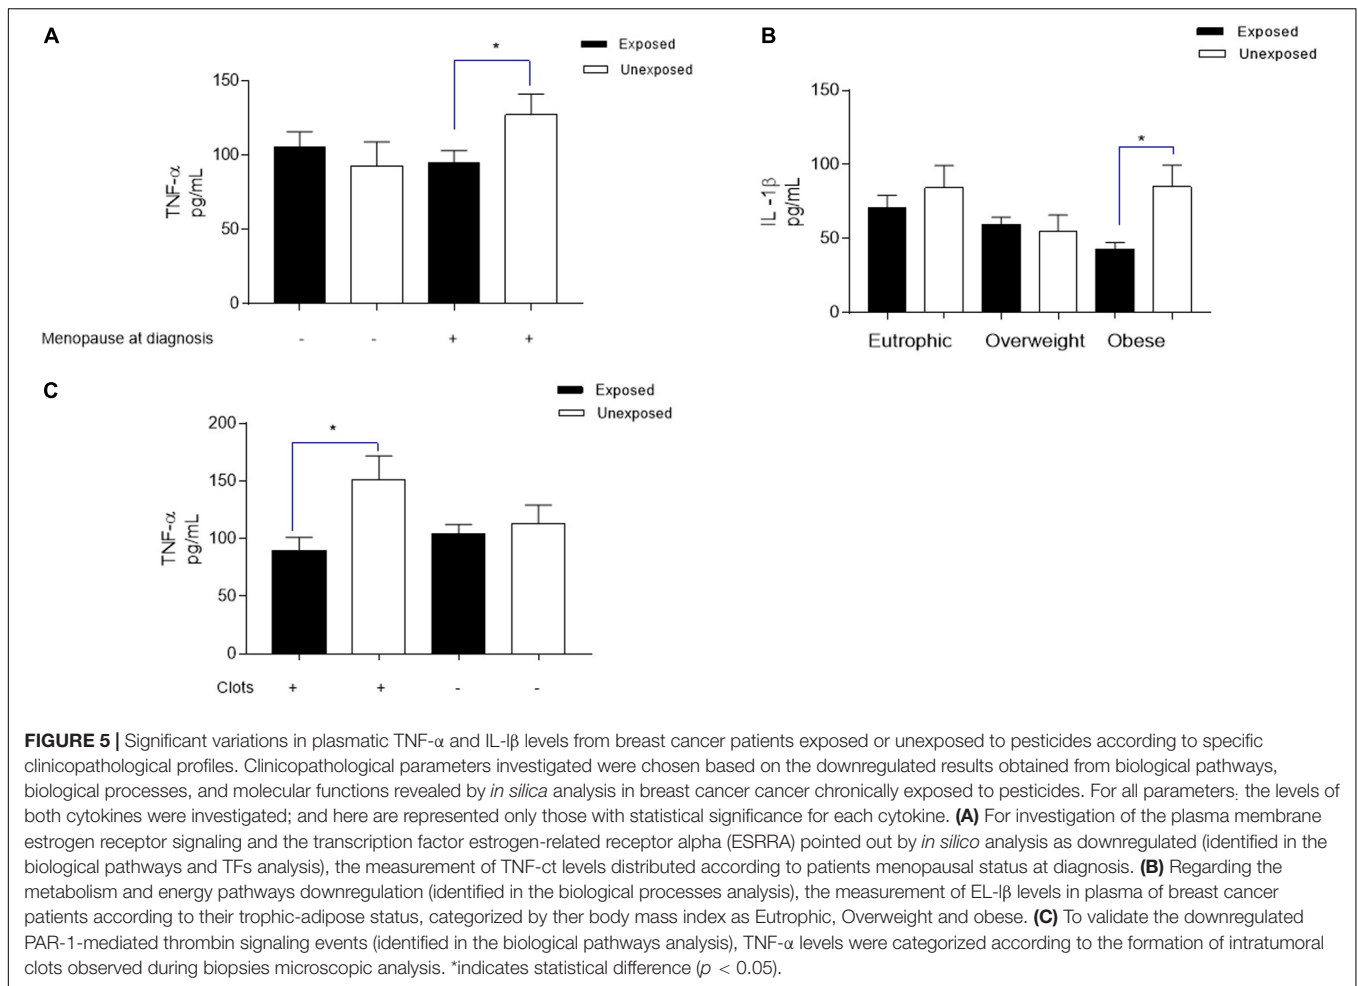 A
* Exposed
Unexposed
TNF-α
pg/mL
150
100
50
0
Menopause at diagnosis - - + +
B
Exposed
Unexposed
IL -1β
pg/mL
150
100
50
0
*
Eutrophic Overweight Obese
C
Exposed
Unexposed
TNF-α
pg/mL
200
150
100
50
0
*
Clots + + - -
FIGURE 5 | Significant variations in plasmatic TNF-α and IL-Iβ levels from breast cancer patients exposed or unexposed to pesticides according to specific
clinicopathological profiles. Clinicopathological parameters investigated were chosen based on the downregulated results obtained from biological pathways,
biological processes, and molecular functions revealed by in silica analysis in breast cancer cancer chronically exposed to pesticides. For all parameters: the levels of
both cytokines were investigated; and here are represented only those with statistical significance for each cytokine. (A) For investigation of the plasma membrane
estrogen receptor signaling and the transcription factor estrogen-related receptor alpha (ESRRA) pointed out by in silico analysis as downregulated (identified in the
biological pathways and TFs analysis), the measurement of TNF-ct levels distributed according to patients menopausal status at diagnosis. (B) Regarding the
metabolism and energy pathways downregulation (identified in the biological processes analysis), the measurement of EL-lβ levels in plasma of breast cancer
patients according to their trophic-adipose status, categorized by ther body mass index as Eutrophic, Overweight and obese. (C) To validate the downregulated
PAR-1-mediated thrombin signaling events (identified in the biological pathways analysis), TNF-α levels were categorized according to the formation of intratumoral
clots observed during biopsies microscopic analysis. *indicates statistical difference (p < 0.05).